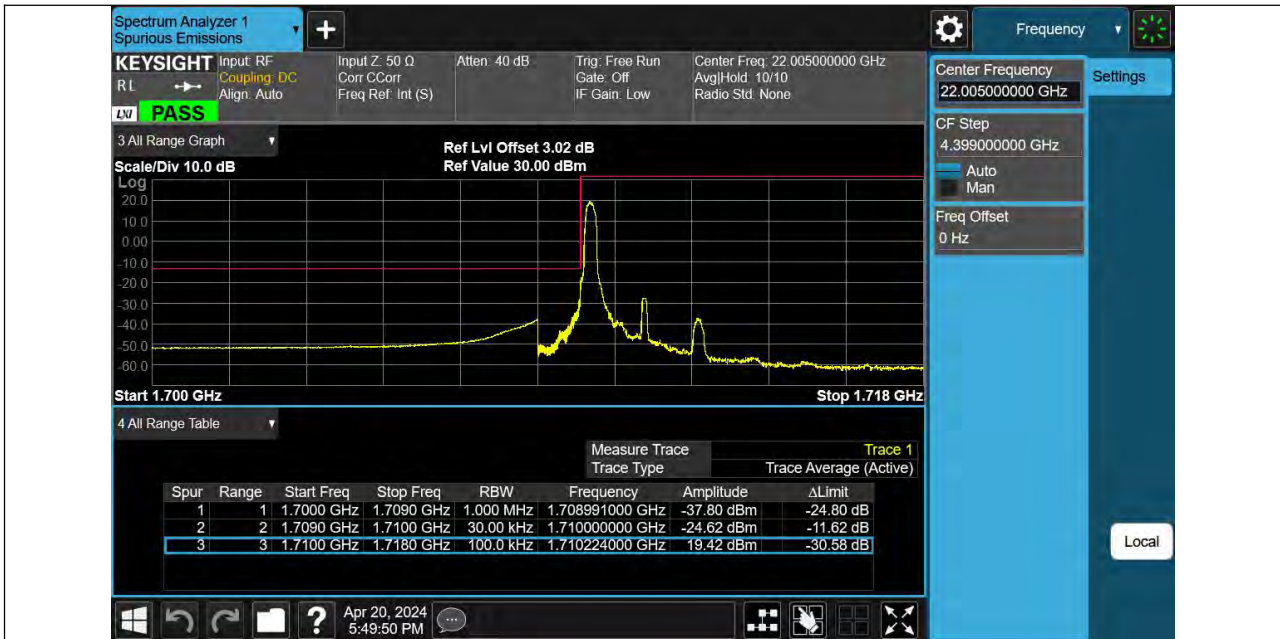 Spectrum Analyzer 1
Spurious Emissions
+
Frequency
KEYSIGHT
R L
LXI
PASS
Input: RF
Coupling: DC
Align: Auto
Input Z: 50 Ω
Corr CCorr
Freq Ref: Int (S)
Atten: 40 dB
Trig: Free Run
Gate: Off
IF Gain: Low
Center Freq: 22.005000000 GHz
Avg|Hold: 10/10
Radio Std: None
Center Frequency
22.005000000 GHz
Settings
CF Step
4.399000000 GHz
Auto
Man
Freq Offset
0 Hz
3 All Range Graph
Scale/Div 10.0 dB
Ref Lvl Offset 3.02 dB
Ref Value 30.00 dBm
Log
20.0
10.0
0.00
-10.0
-20.0
-30.0
-40.0
-50.0
-60.0
Start 1.700 GHz Stop 1.718 GHz
4 All Range Table
Measure Trace Trace 1
Trace Type Trace Average (Active)
Spur Range Start Freq Stop Freq RBW Frequency Amplitude ΔLimit
1 1 1.7000 GHz 1.7090 GHz 1.000 MHz 1.708991000 GHz -37.80 dBm -24.80 dB
2 2 1.7090 GHz 1.7100 GHz 30.00 kHz 1.710000000 GHz -24.62 dBm -11.62 dB
3 3 1.7100 GHz 1.7180 GHz 100.0 kHz 1.710224000 GHz 19.42 dBm -30.58 dB
Local
?
Apr 20, 2024
5:49:50 PM